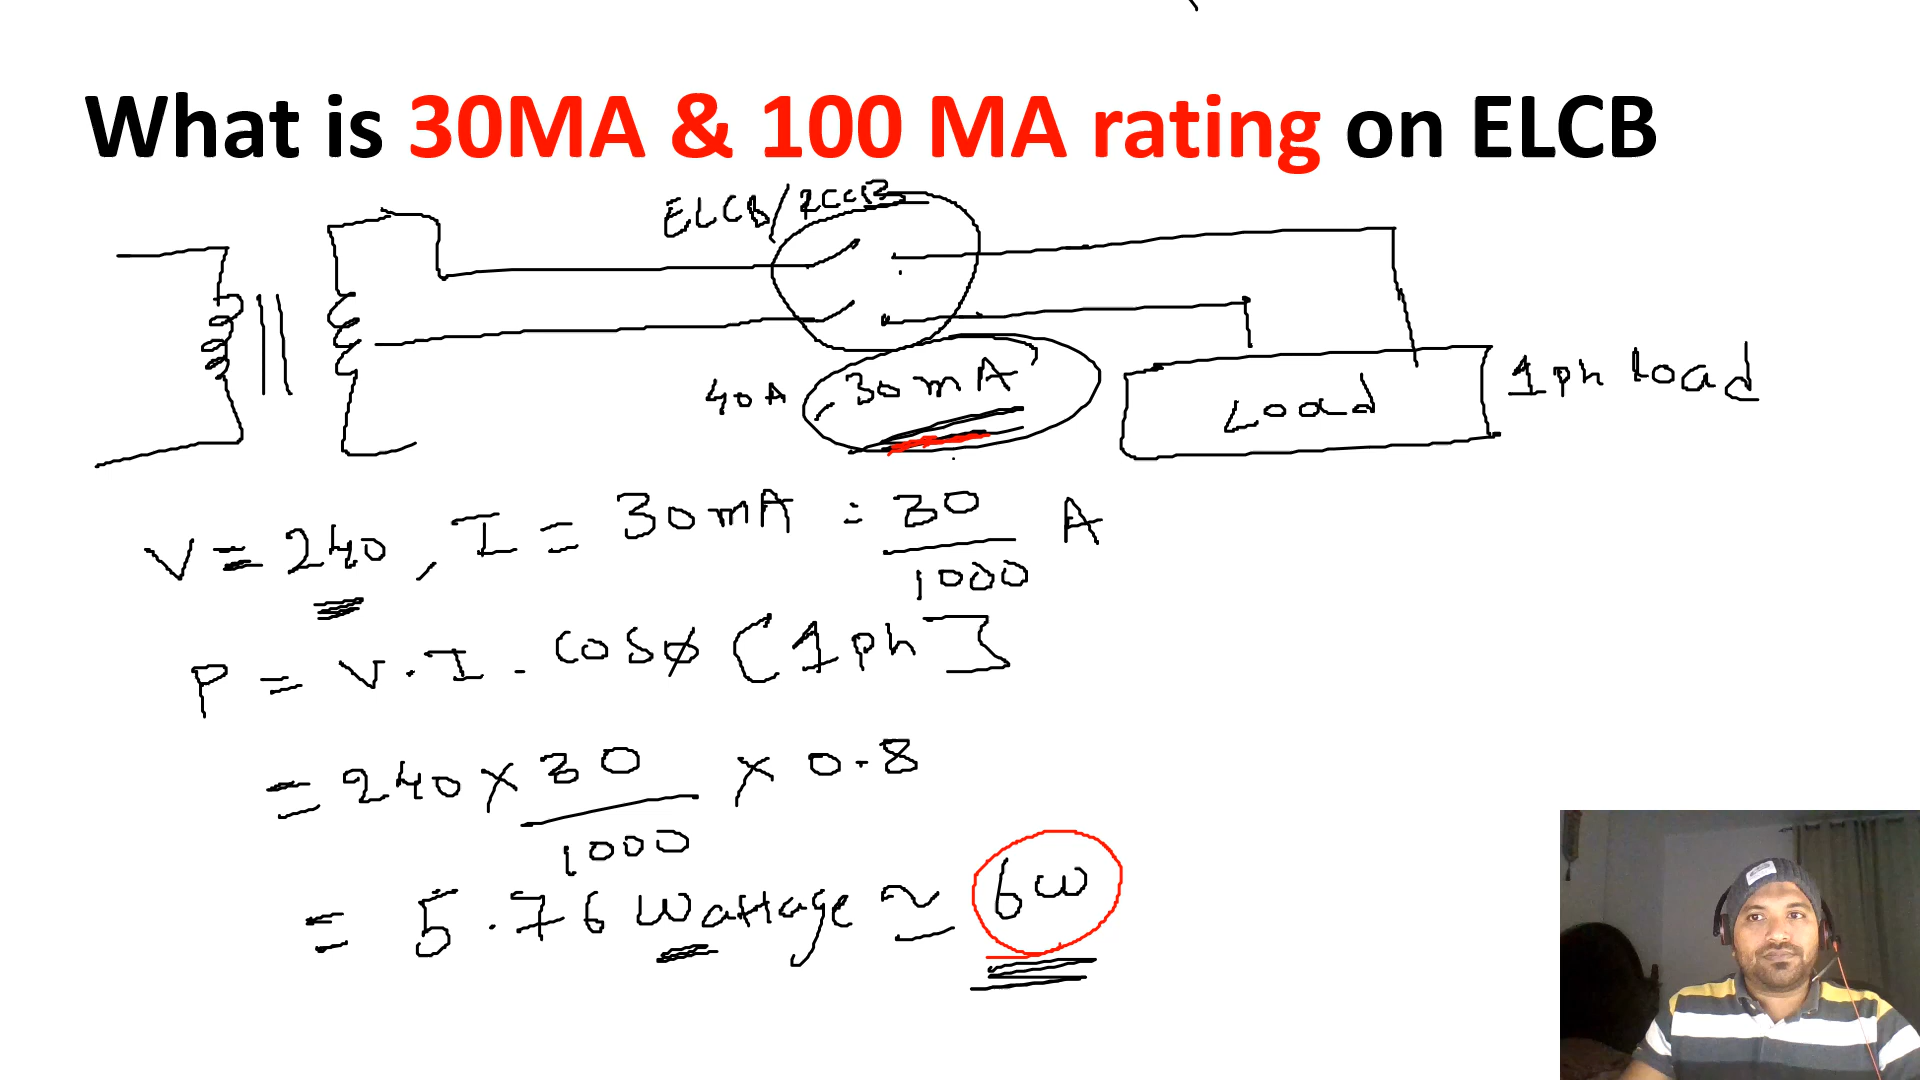 What is 30MA & 100 MA rating on ELCB
ELCB/RCCB
40A 30mA
Load
1ph Load
V = 240, I = 30mA = 30/1000 A
P = V.I.cosφ (1ph]
= 240 x 30/1000 x 0.8
= 5.76 wattage ≃ 6w